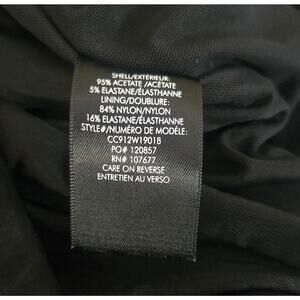 SHELL/EXTÉRIEUR:
95% ACETATE /ACÉTATE
5% ELASTANE/ÉLASTHANNE
LINING/DOUBLURE:
84% NYLON/NYLON
16% ELASTANE/ÉLASTHANNE
STYLE#/NUMÉRO DE MODÈLE:
CC912W19018
PO# 120857
RN# 107677
CARE ON REVERSE
ENTRETIEN AU VERSO